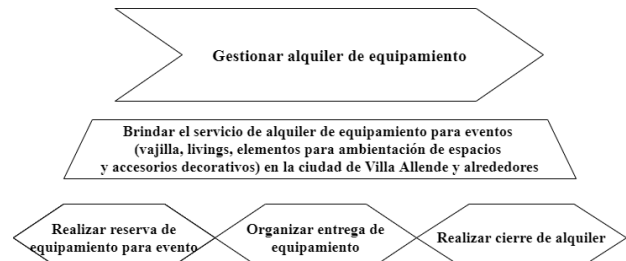 Gestionar alquiler de equipamiento
Brindar el servicio de alquiler de equipamiento para eventos
(vajilla, livings, elementos para ambientación de espacios
y accesorios decorativos) en la ciudad de Villa Allende y alrededores
Realizar reserva de
equipamiento para evento
Organizar entrega de
equipamiento
Realizar cierre de alquiler